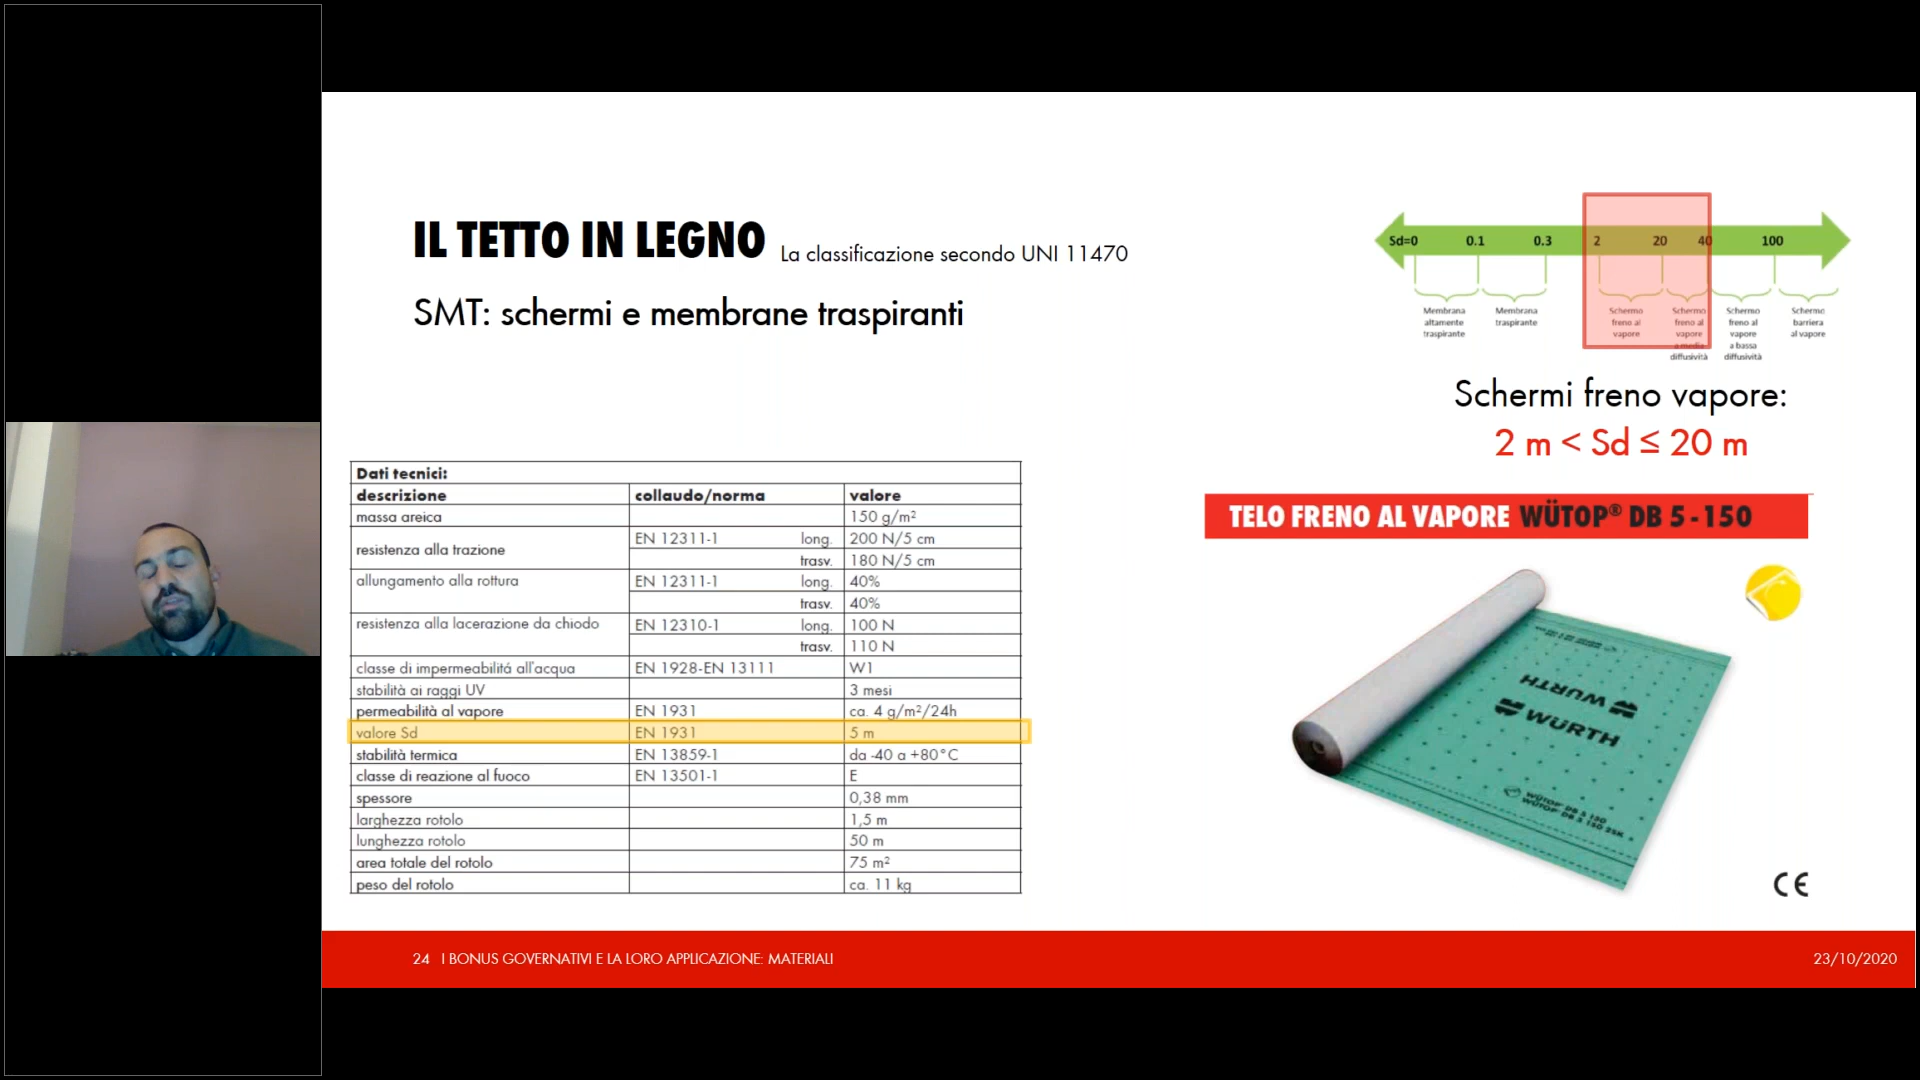 IL TETTO IN LEGNO La classificazione secondo UNI 11470
SMT: schermi e membrane traspiranti
Sd=0 0.1 0.3 2 20 40 100
Membrana altamente traspirante
Membrana traspirante
Schermo freno al vapore
Schermo freno al vapore a media diffusività
Schermo freno al vapore a bassa diffusività
Schermo barriera al vapore
Schermi freno vapore:
2 m < Sd ≤ 20 m
TELO FRENO AL VAPORE WÜTOP® DB 5 - 150
Dati tecnici:
descrizione collaudo/norma valore
massa areica 150 g/m²
resistenza alla trazione EN 12311-1 long. 200 N/5 cm
trasv. 180 N/5 cm
allungamento alla rottura EN 12311-1 long. 40%
trasv. 40%
resistenza alla lacerazione da chiodo EN 12310-1 long. 100 N
trasv. 110 N
classe di impermeabilitá all'acqua EN 1928-EN 13111 W1
stabilità ai raggi UV 3 mesi
permeabilità al vapore EN 1931 ca. 4 g/m²/24h
valore Sd EN 1931 5 m
stabilità termica EN 13859-1 da -40 a +80°C
classe di reazione al fuoco EN 13501-1 E
spessore 0,38 mm
larghezza rotolo 1,5 m
lunghezza rotolo 50 m
area totale del rotolo 75 m²
peso del rotolo ca. 11 kg
WÜRTH
WÜRTH
WÜTOP® DB 5 150
WÜTOP® DB 5 150 2SK
CE
24 I BONUS GOVERNATIVI E LA LORO APPLICAZIONE: MATERIALI
23/10/2020